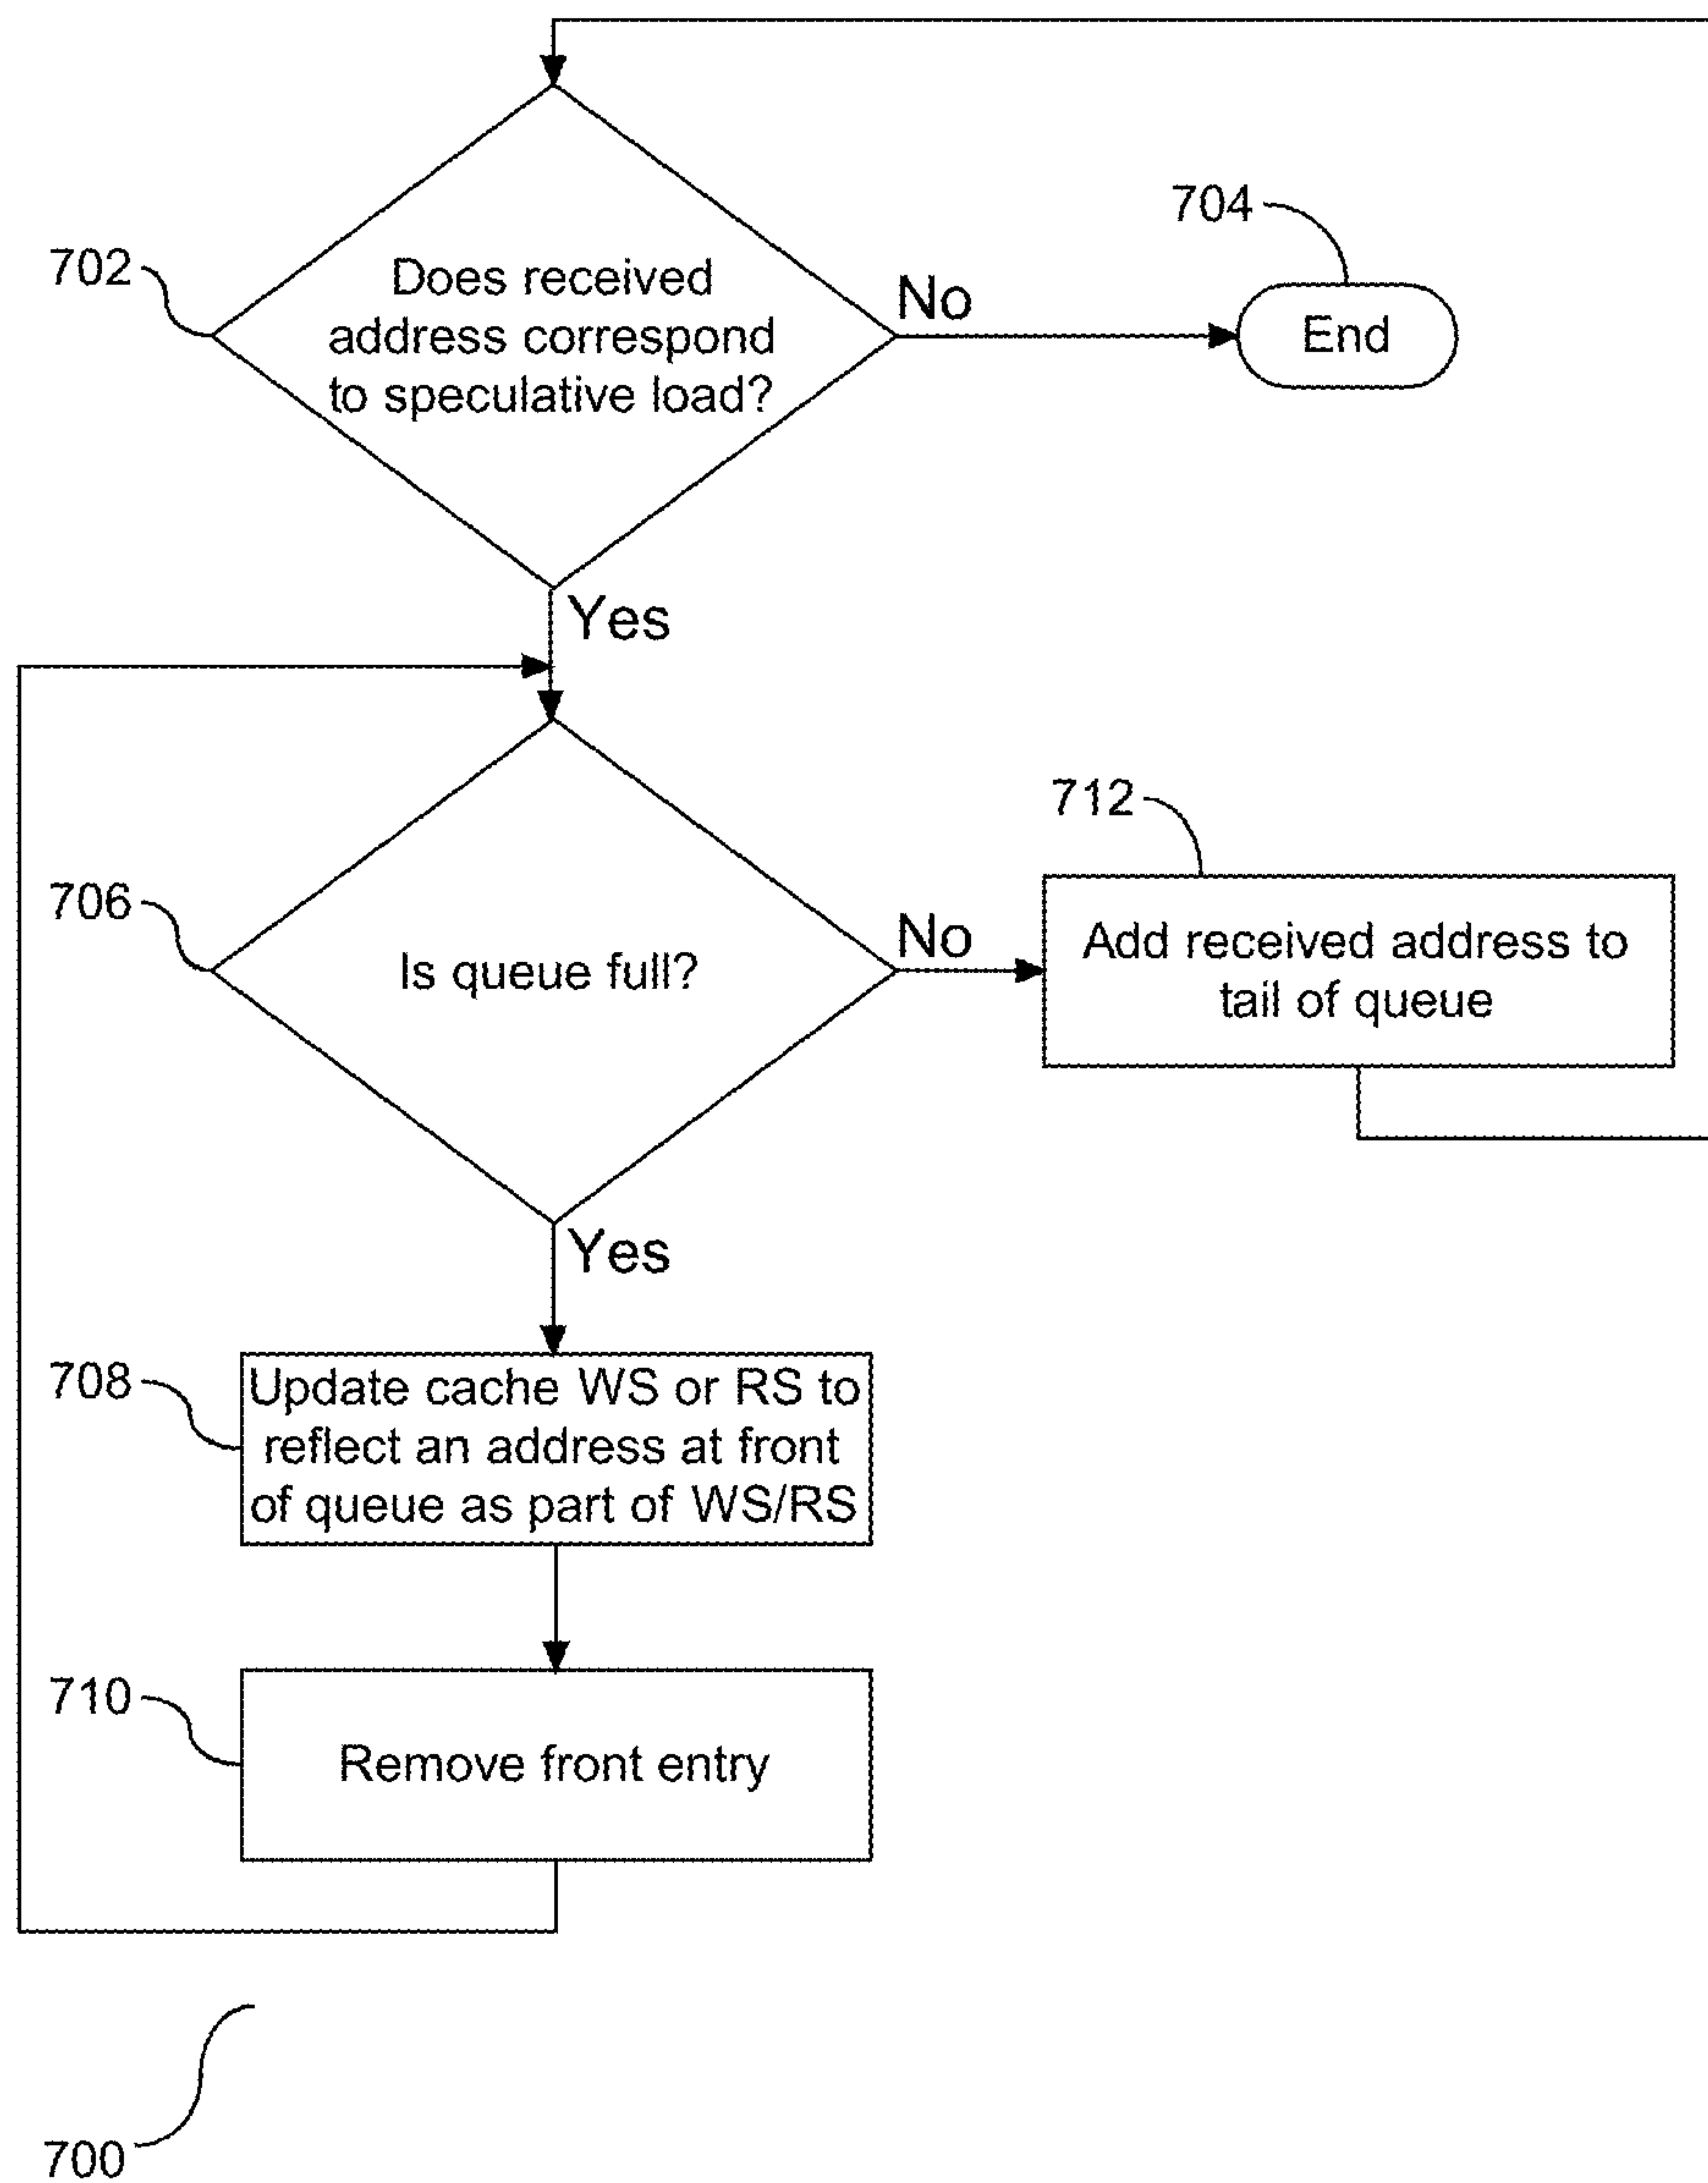 704
702
Does received
address correspond
to speculative load?
No
End
Yes
712
706
Is queue full?
No
Add received address to
tail of queue
Yes
708
Update cache WS or RS to
reflect an address at front
of queue as part of WS/RS
710
Remove front entry
700